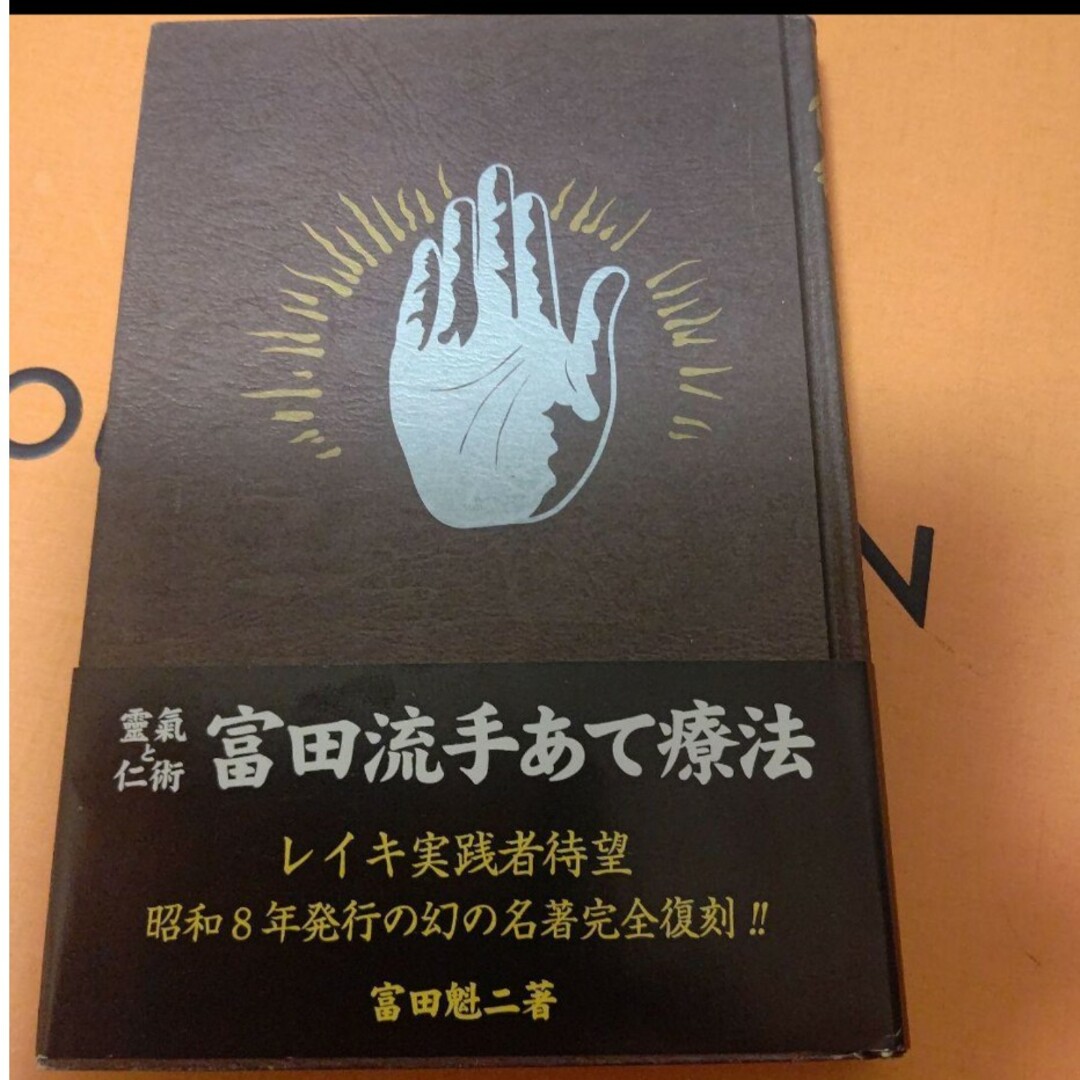 靈氣と仁術 富田流手あて療法
レイキ実践者待望
昭和8年発行の幻の名著完全復刻!!
富田魁二著